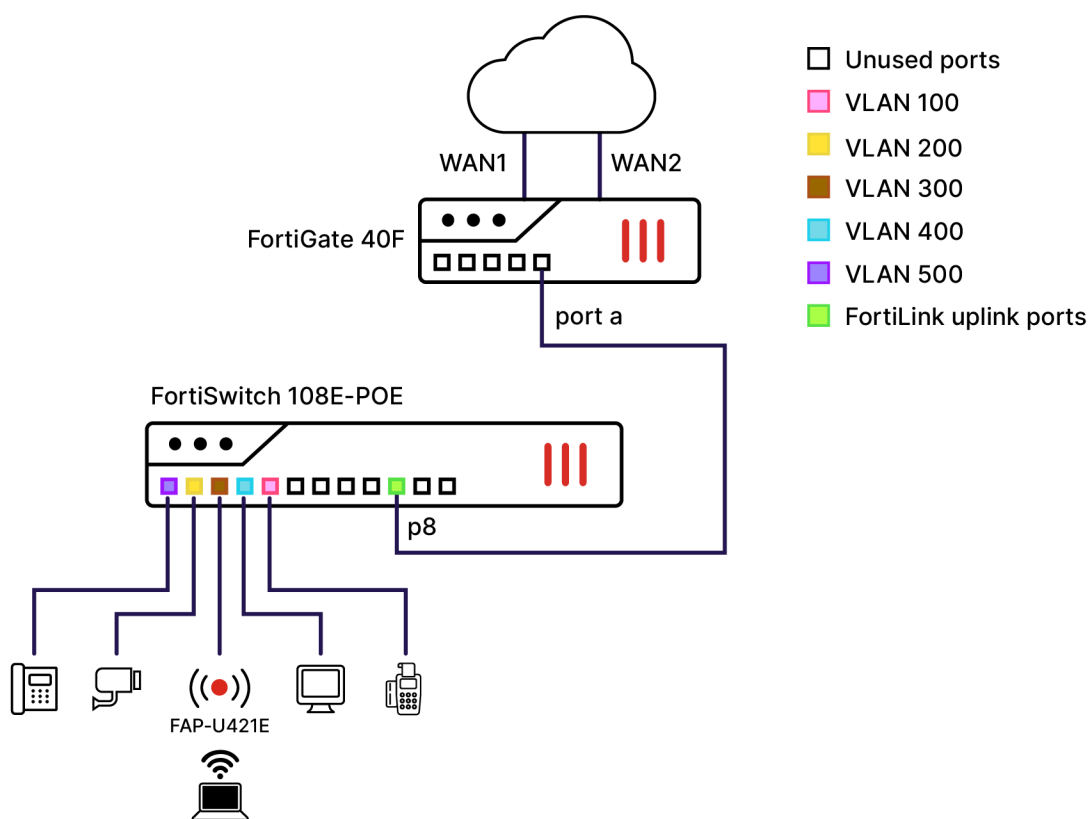 Unused ports
VLAN 100
VLAN 200
VLAN 300
VLAN 400
VLAN 500
FortiLink uplink ports
WAN1
WAN2
FortiGate 40F
port a
FortiSwitch 108E-POE
p8
FAP-U421E